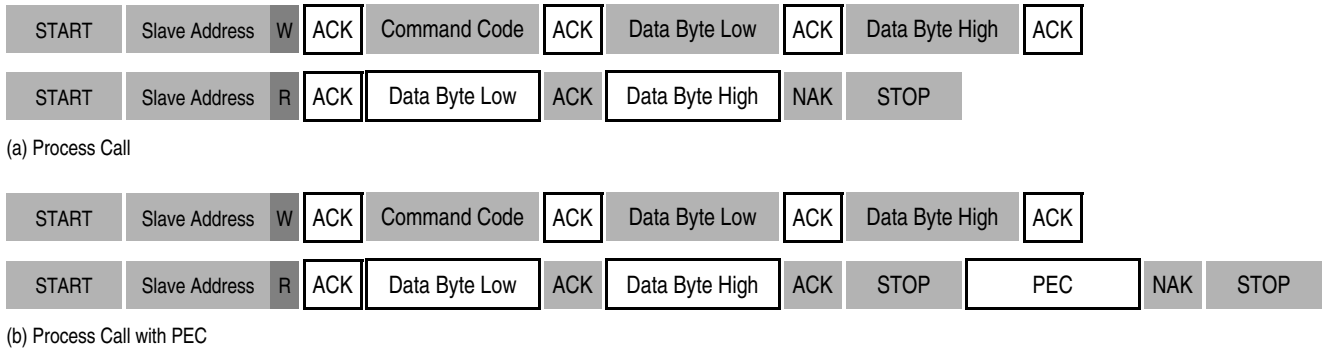 START Slave Address W ACK Command Code ACK Data Byte Low ACK Data Byte High ACK
START Slave Address R ACK Data Byte Low ACK Data Byte High NAK STOP
(a) Process Call
START Slave Address W ACK Command Code ACK Data Byte Low ACK Data Byte High ACK
START Slave Address R ACK Data Byte Low ACK Data Byte High ACK STOP PEC NAK STOP
(b) Process Call with PEC